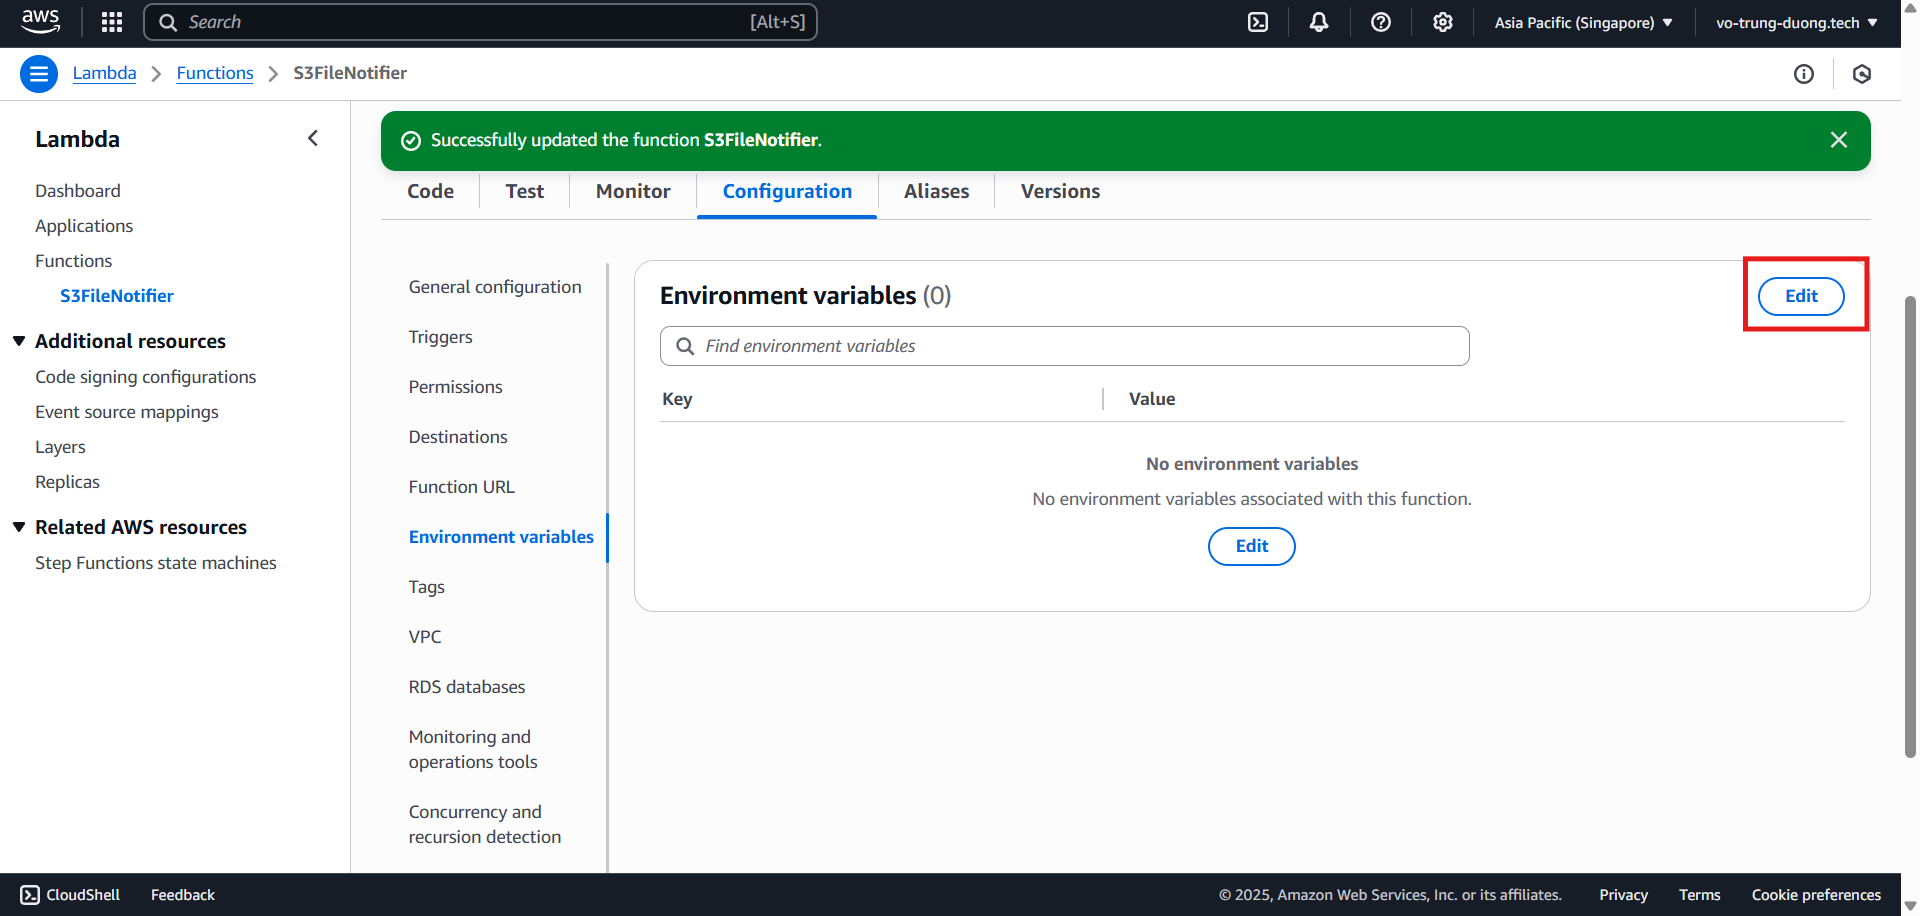 aws
Search [Alt+S]
Asia Pacific (Singapore)
vo-trung-duong.tech
Lambda
Functions
S3FileNotifier
Lambda
Dashboard
Applications
Functions
S3FileNotifier
Additional resources
Code signing configurations
Event source mappings
Layers
Replicas
Related AWS resources
Step Functions state machines
Successfully updated the function S3FileNotifier.
Code
Test
Monitor
Configuration
Aliases
Versions
General configuration
Triggers
Permissions
Destinations
Function URL
Environment variables
Tags
VPC
RDS databases
Monitoring and
operations tools
Concurrency and
recursion detection
Environment variables (0)
Edit
Find environment variables
Key
Value
No environment variables
No environment variables associated with this function.
Edit
CloudShell
Feedback
© 2025, Amazon Web Services, Inc. or its affiliates.
Privacy
Terms
Cookie preferences